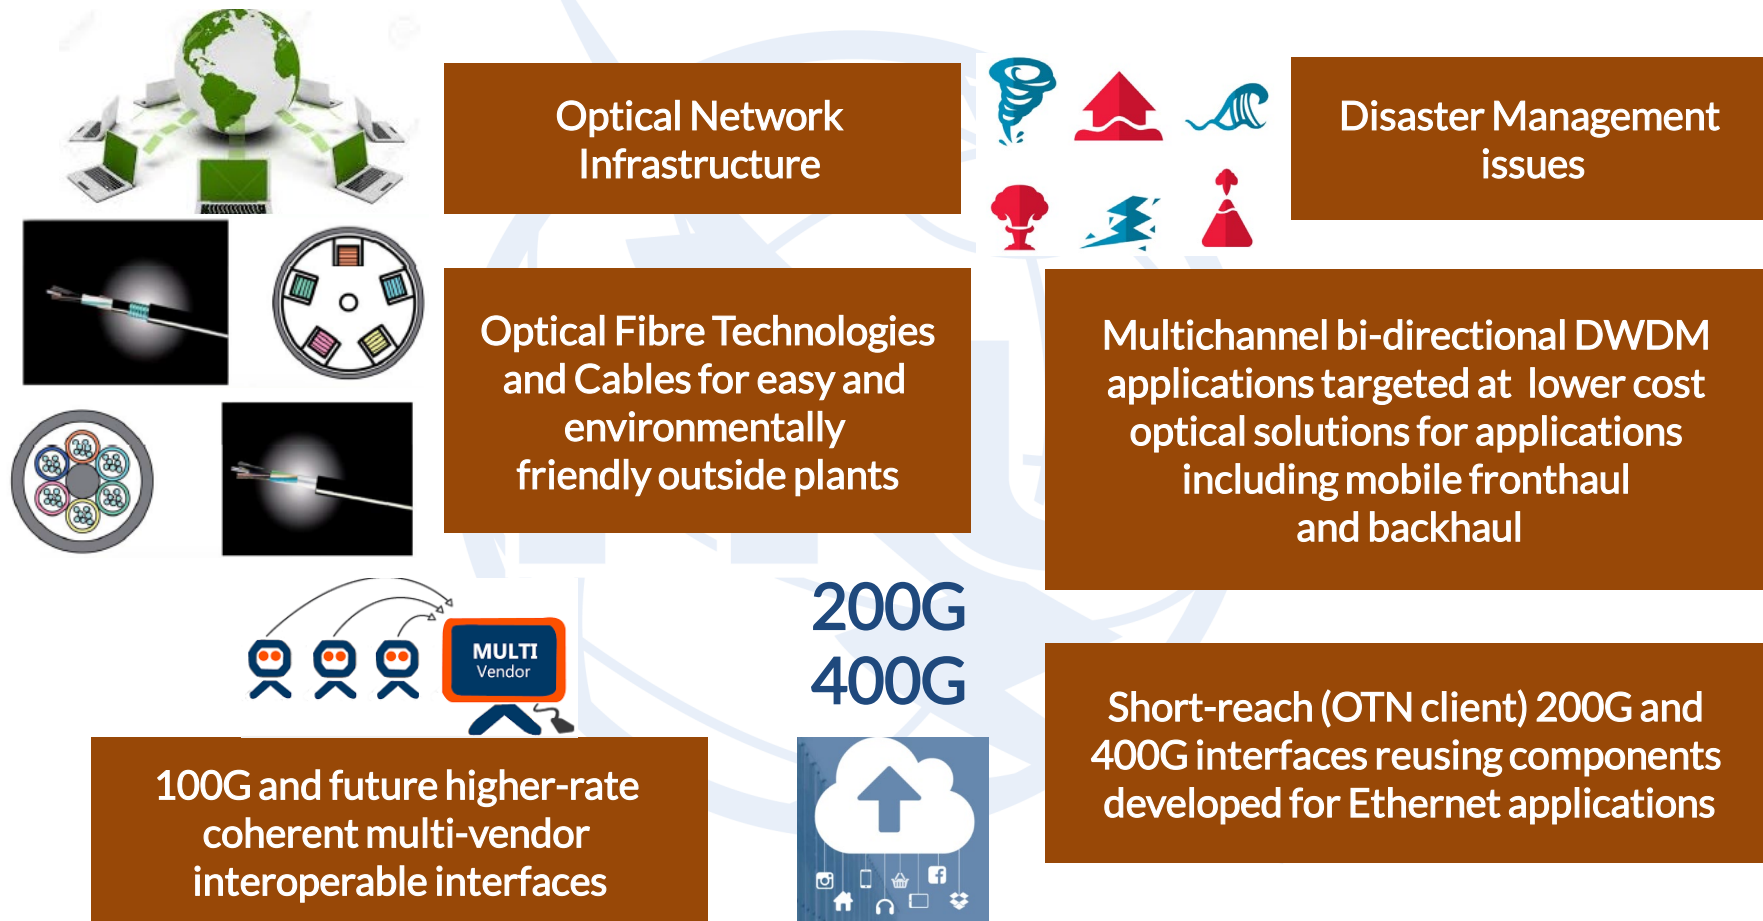 Optical Network
Infrastructure
Disaster Management
issues
Optical Fibre Technologies
and Cables for easy and
environmentally
friendly outside plants
Multichannel bi-directional DWDM
applications targeted at lower cost
optical solutions for applications
including mobile fronthaul
and backhaul
MULTI
Vendor
100G and future higher-rate
coherent multi-vendor
interoperable interfaces
200G
400G
Short-reach (OTN client) 200G and
400G interfaces reusing components
developed for Ethernet applications